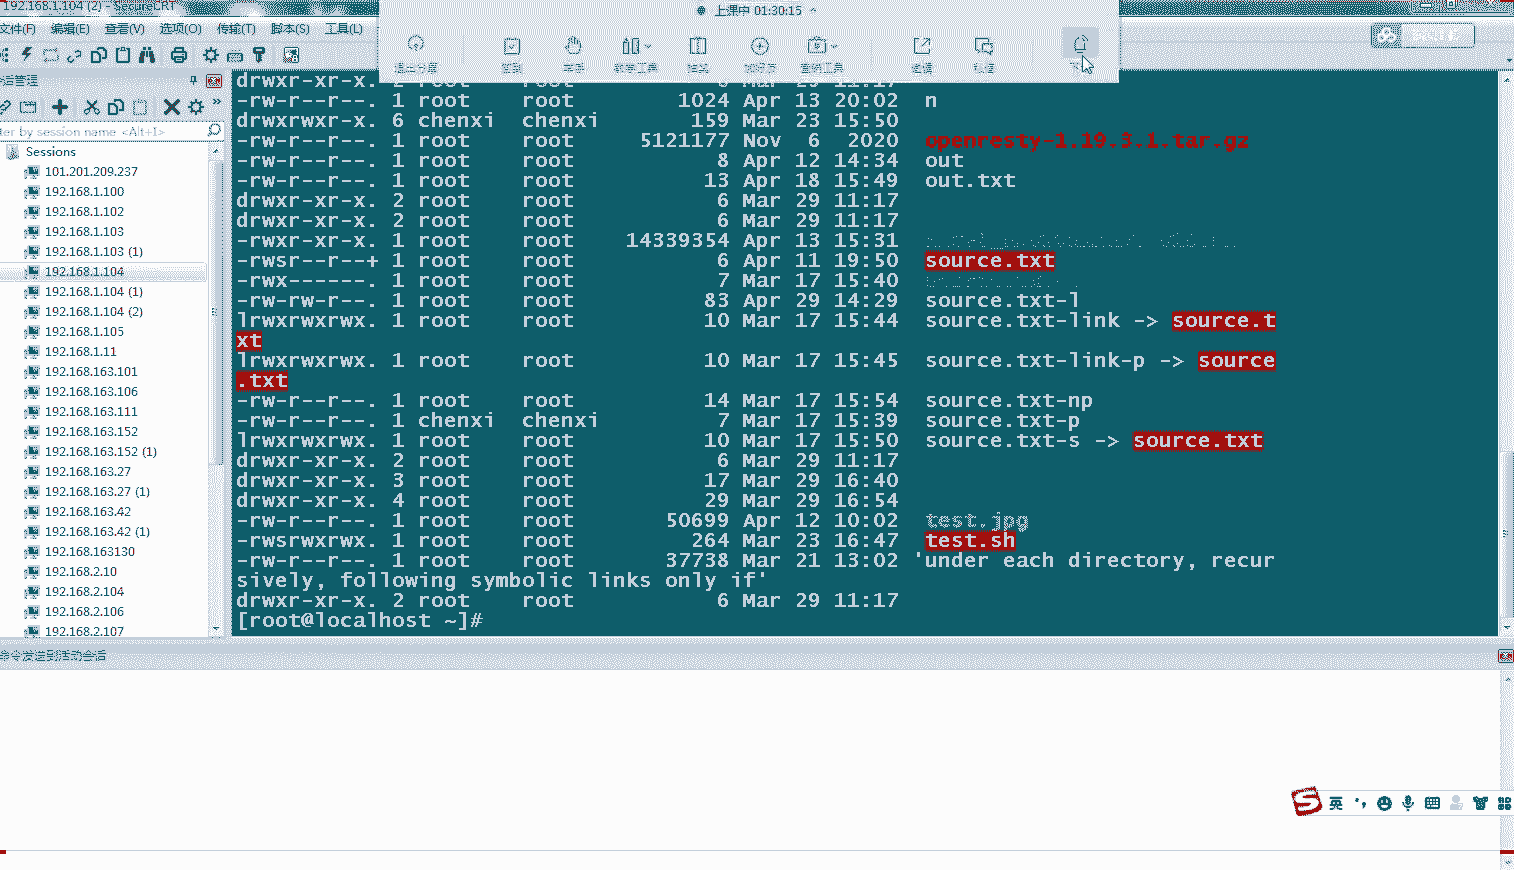 192.168.1.104 (2) - SecureCRT
上课中 01:30:15
文件(F) 编辑(E) 查看(V) 选项(O) 传输(T) 脚本(S) 工具(L)
签到
教学工具
话管理
ter by session name <Alt+I>
Sessions
101.201.209.237
192.168.1.100
192.168.1.102
192.168.1.103
192.168.1.103 (1)
192.168.1.104
192.168.1.104 (1)
192.168.1.104 (2)
192.168.1.105
192.168.1.11
192.168.163.101
192.168.163.106
192.168.163.111
192.168.163.152
192.168.163.152 (1)
192.168.163.27
192.168.163.27 (1)
192.168.163.42
192.168.163.42 (1)
192.168.163130
192.168.2.10
192.168.2.104
192.168.2.106
192.168.2.107
drwxr-xr-x.
-rw-r--r--. 1 root root 1024 Apr 13 20:02 n
drwxrwxr-x. 6 chenxi chenxi 159 Mar 23 15:50
-rw-r--r--. 1 root root 5121177 Nov 6 2020 openresty-1.19.3.1.tar.gz
-rw-r--r--. 1 root root 8 Apr 12 14:34 out
-rw-r--r--. 1 root root 13 Apr 18 15:49 out.txt
drwxr-xr-x. 2 root root 6 Mar 29 11:17
drwxr-xr-x. 2 root root 6 Mar 29 11:17
-rwxr-xr-x. 1 root root 14339354 Apr 13 15:31
-rwsr--r--+ 1 root root 6 Apr 11 19:50 source.txt
-rwx------. 1 root root 7 Mar 17 15:40
-rw-rw-r--. 1 root root 83 Apr 29 14:29 source.txt-l
lrwxrwxrwx. 1 root root 10 Mar 17 15:44 source.txt-link -> source.t
xt
lrwxrwxrwx. 1 root root 10 Mar 17 15:45 source.txt-link-p -> source
.txt
-rw-r--r--. 1 root root 14 Mar 17 15:54 source.txt-np
-rw-r--r--. 1 chenxi chenxi 7 Mar 17 15:39 source.txt-p
lrwxrwxrwx. 1 root root 10 Mar 17 15:50 source.txt-s -> source.txt
drwxr-xr-x. 2 root root 6 Mar 29 11:17
drwxr-xr-x. 3 root root 17 Mar 29 16:40
drwxr-xr-x. 4 root root 29 Mar 29 16:54
-rw-r--r--. 1 root root 50699 Apr 12 10:02 test.jpg
-rwsrwxrwx. 1 root root 264 Mar 23 16:47 test.sh
-rw-r--r--. 1 root root 37738 Mar 21 13:02 'under each directory, recur
sively, following symbolic links only if'
drwxr-xr-x. 2 root root 6 Mar 29 11:17
[root@localhost ~]#
命令发送到活动会话
英